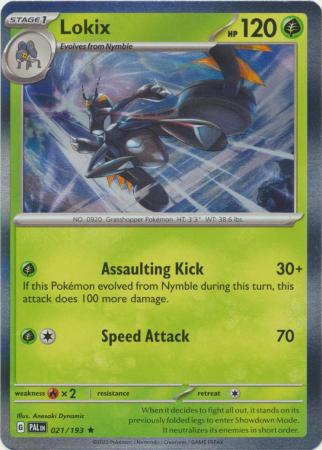 STAGE 1
Lokix
HP 120
Evolves from Nymble
NO. 0920 Grasshopper Pokémon HT: 3'3" WT: 38.6 lbs.
Assaulting Kick 30+
If this Pokémon evolved from Nymble during this turn, this
attack does 100 more damage.
Speed Attack 70
weakness × 2 resistance retreat
Illus. Anesaki Dynamic
G PAL EN 021/193 ★
When it decides to fight all out, it stands on its
previously folded legs to enter Showdown Mode.
It neutralizes its enemies in short order.
©2023 Pokémon / Nintendo / Creatures / GAME FREAK